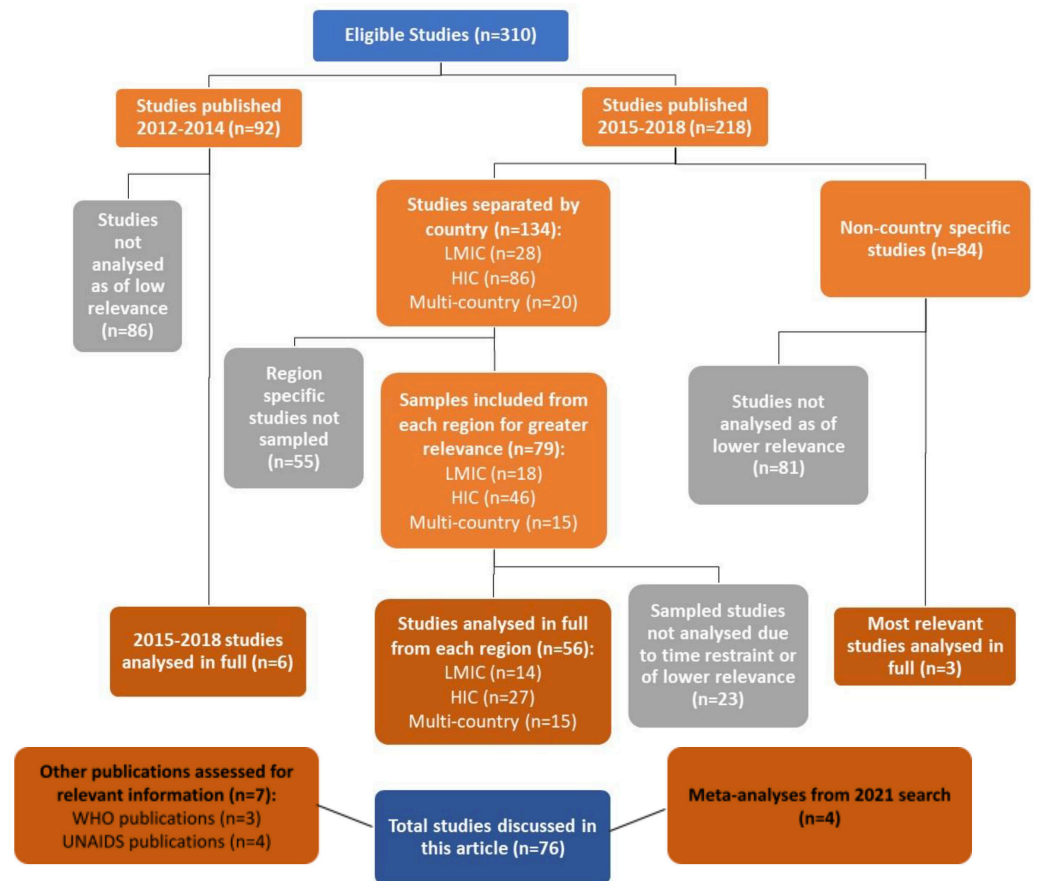 Eligible Studies (n=310)
Studies published
2012-2014 (n=92)
Studies published
2015-2018 (n=218)
Studies
not
analysed
as of low
relevance
(n=86)
Studies separated by
country (n=134):
LMIC (n=28)
HIC (n=86)
Multi-country (n=20)
Non-country specific
studies (n=84)
Region
specific
studies not
sampled
(n=55)
Samples included from
each region for greater
relevance (n=79):
LMIC (n=18)
HIC (n=46)
Multi-country (n=15)
Studies not
analysed as of
lower relevance
(n=81)
2015-2018 studies
analysed in full (n=6)
Studies analysed in full
from each region (n=56):
LMIC (n=14)
HIC (n=27)
Multi-country (n=15)
Sampled studies
not analysed due
to time restraint or
of lower relevance
(n=23)
Most relevant
studies analysed in
full (n=3)
Other publications assessed for
relevant information (n=7):
WHO publications (n=3)
UNAIDS publications (n=4)
Total studies discussed in
this article (n=76)
Meta-analyses from 2021 search
(n=4)